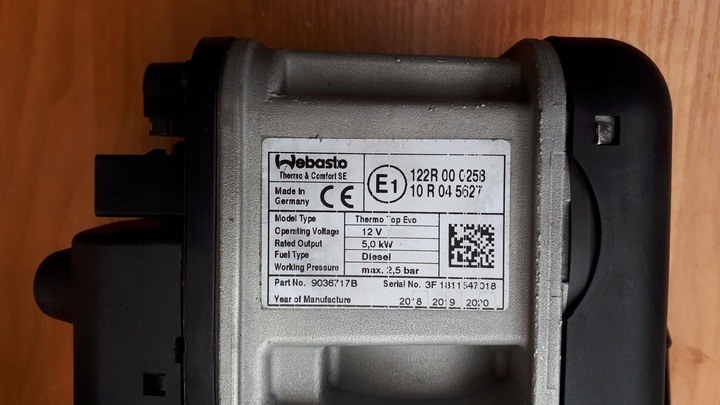 Webasto
Thermo & Comfort SE
Made in
Germany
CE
E1
122R 00 0258
10 R 04 5627
Model Type Thermo Top Evo
Operating Voltage 12 V
Rated Output 5,0 kW
Fuel Type Diesel
Working Pressure max. 2,5 bar
Part No. 9036717B Serial No. 3F 1811547018
Year of Manufacture 2018 2019 2020